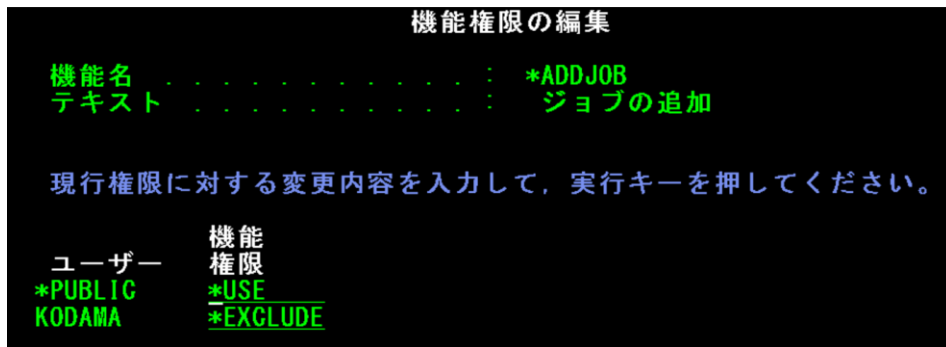 機能権限の編集
機能名 . . . . . . . . . . . . : *ADDJOB
テキスト . . . . . . . . . . . : ジョブの追加
現行権限に対する変更内容を入力して, 実行キーを押してください。
機能
ユーザー 権限
*PUBLIC *USE
KODAMA *EXCLUDE